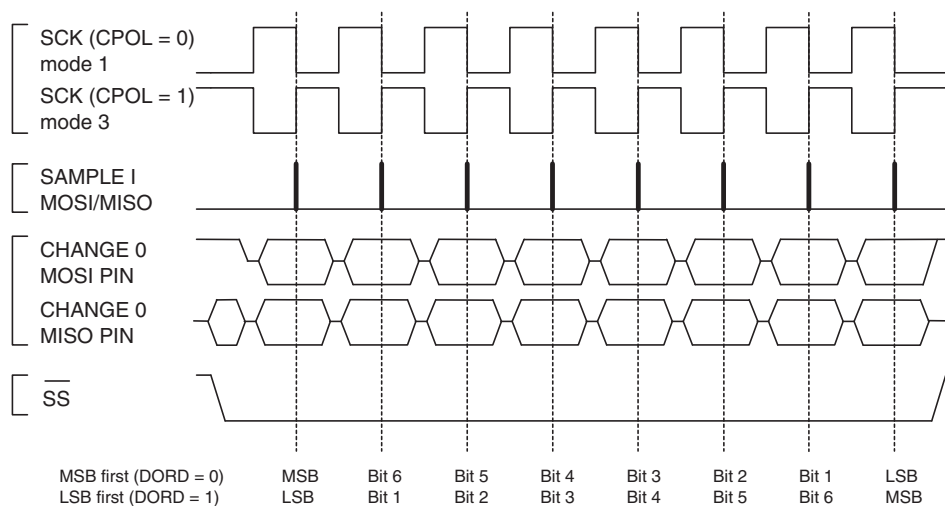 SCK (CPOL = 0)
mode 1
SCK (CPOL = 1)
mode 3
SAMPLE I
MOSI/MISO
CHANGE 0
MOSI PIN
CHANGE 0
MISO PIN
SS
MSB first (DORD = 0) MSB Bit 6 Bit 5 Bit 4 Bit 3 Bit 2 Bit 1 LSB
LSB first (DORD = 1) LSB Bit 1 Bit 2 Bit 3 Bit 4 Bit 5 Bit 6 MSB